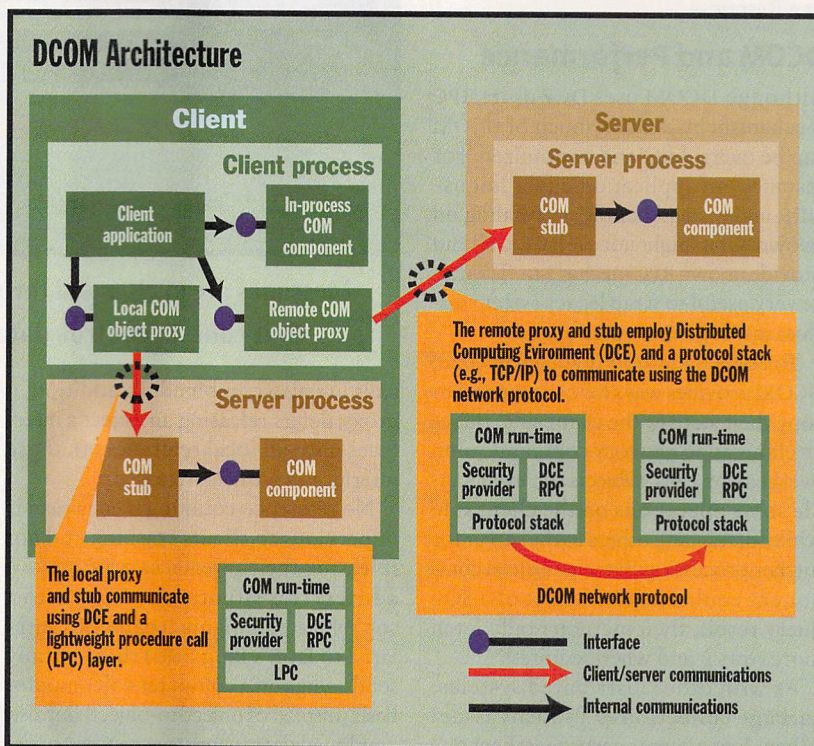 DCOM Architecture
Client
Client process
Client
application
In-process
COM
component
Local COM
object proxy
Remote COM
object proxy
Server process
COM
stub
COM
component
Server
Server process
COM
stub
COM
component
The remote proxy and stub employ Distributed
Computing Evironment (DCE) and a protocol stack
(e.g., TCP/IP) to communicate using the DCOM
network protocol.
COM run-time
Security
provider
DCE
RPC
Protocol stack
COM run-time
Security
provider
DCE
RPC
Protocol stack
DCOM network protocol
The local proxy
and stub communicate
using DCE and a
lightweight procedure call
(LPC) layer.
COM run-time
Security
provider
DCE
RPC
LPC
Interface
Client/server communications
Internal communications